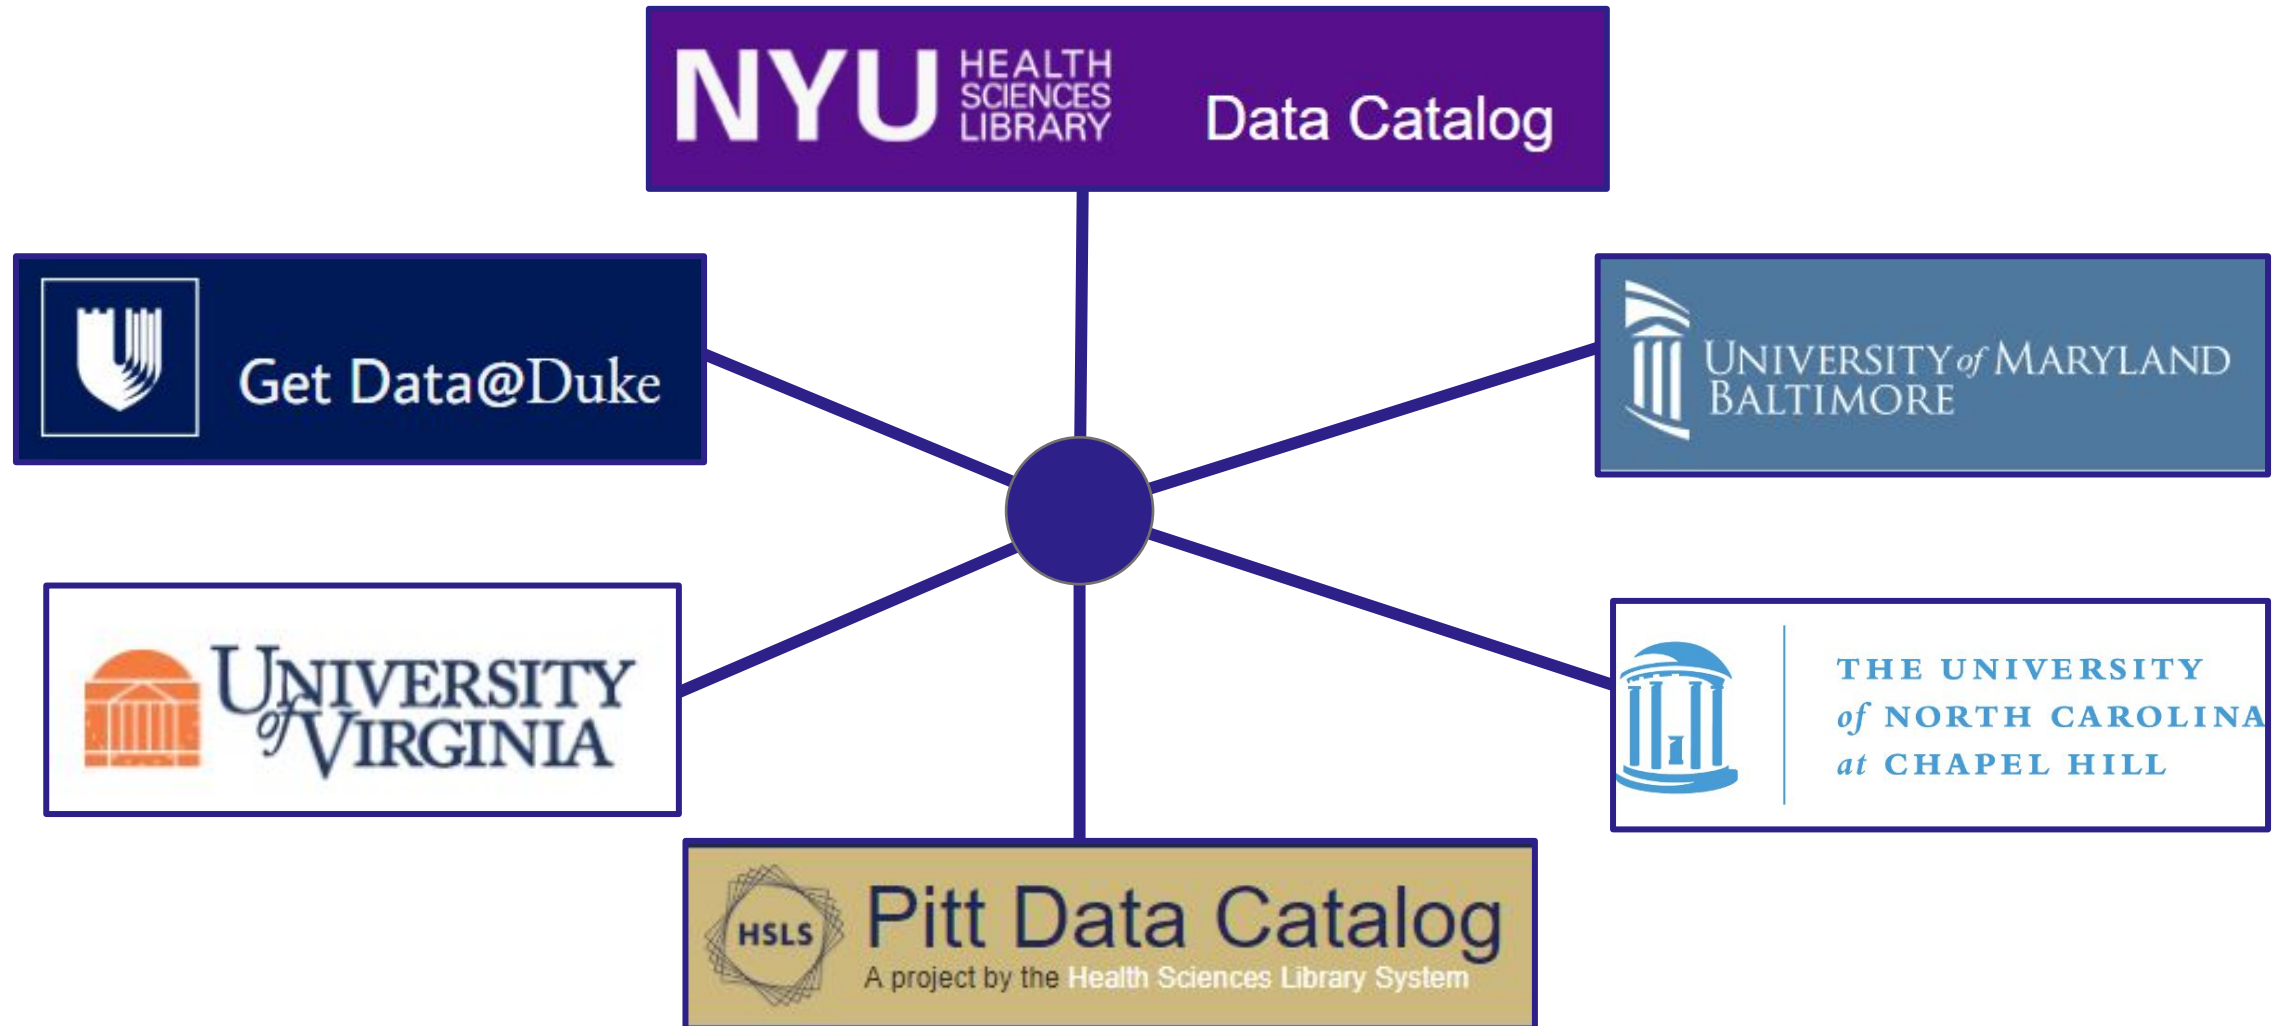 NYU HEALTH
SCIENCES
LIBRARY
Data Catalog
Get Data@Duke
UNIVERSITY of MARYLAND
BALTIMORE
UNIVERSITY
of VIRGINIA
THE UNIVERSITY
of NORTH CAROLINA
at CHAPEL HILL
HSLS
Pitt Data Catalog
A project by the Health Sciences Library System